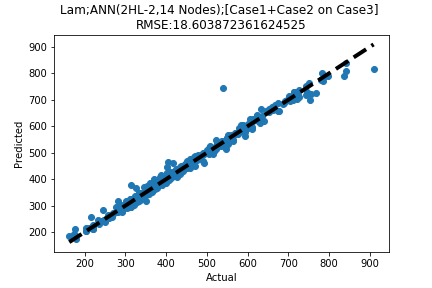 Lam;ANN(2HL-2,14 Nodes);[Case1+Case2 on Case3]
RMSE:18.603872361624525
900
800
700
600
500
400
300
200
Predicted
200 300 400 500 600 700 800 900
Actual